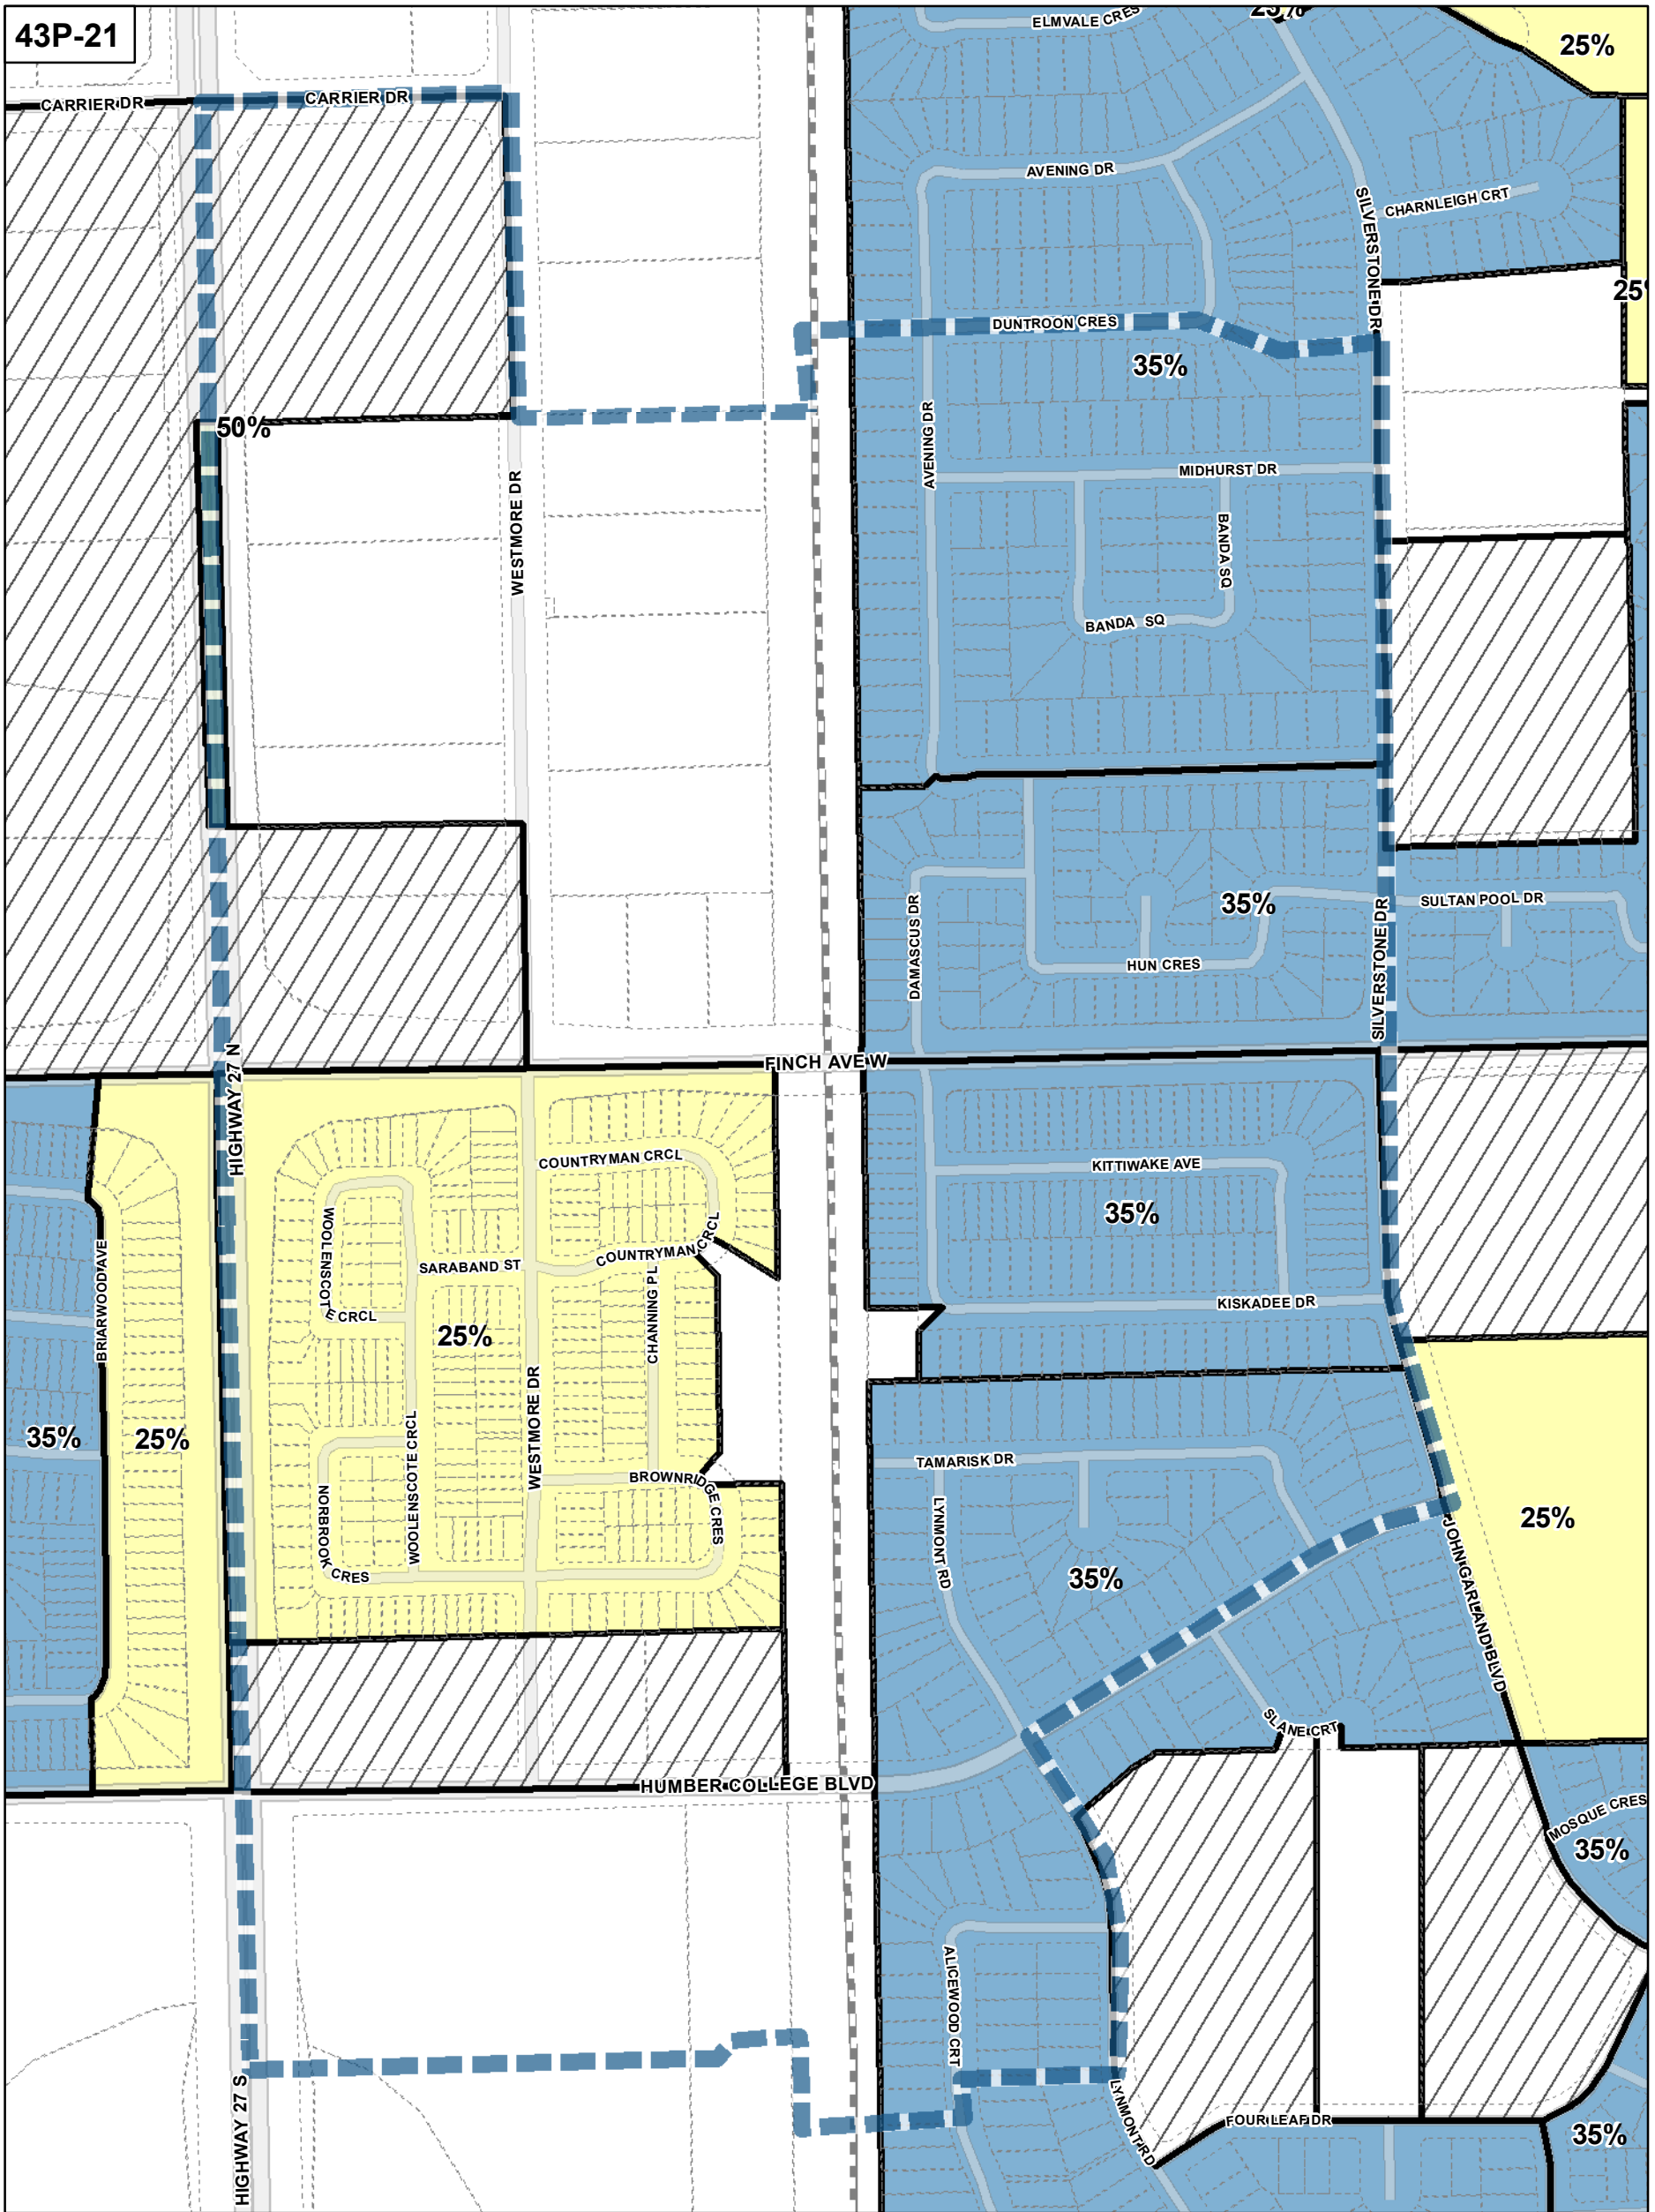 43P-21
ELMVALE CRES
25%
25%
CARRIER DR
CARRIER DR
AVENING DR
SILVERSTONE DR
CHARNLEIGH CRT
25%
DUNTROON CRES
35%
50%
AVENING DR
MIDHURST DR
WESTMORE DR
BANDA SQ
BANDA SQ
DAMASCUS DR
35%
SULTAN POOL DR
HUN CRES
SILVERSTONE DR
HIGHWAY 27 N
FINCH AVE W
COUNTRYMAN CRCL
KITTIWAKE AVE
WOOLENSCOTE CRCL
35%
BRIARWOOD AVE
SARABAND ST
COUNTRYMAN CRCL
CHANNING PL
KISKADEE DR
25%
WESTMORE DR
35%
25%
WOOLENSCOTE CRCL
TAMARISK DR
BROWNRIDGE CRES
NORBROOK CRES
LYNMONT RD
25%
35%
JOHN GARLAND BLVD
SLANE CRT
HUMBER COLLEGE BLVD
MOSQUE CRES
35%
ALICEWOOD CRT
HIGHWAY 27 S
LYNMONT RD
FOUR LEAF DR
35%